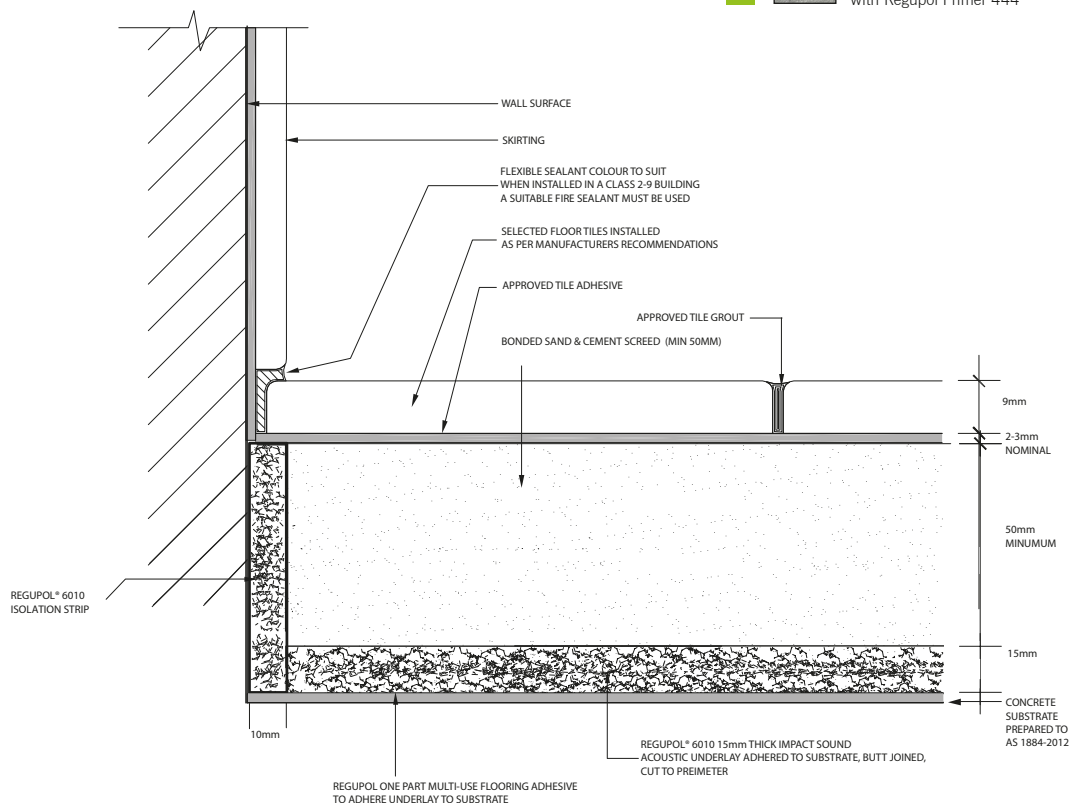 with Regupol Primer 444
WALL SURFACE
SKIRTING
FLEXIBLE SEALANT COLOUR TO SUIT
WHEN INSTALLED IN A CLASS 2-9 BUILDING
A SUITABLE FIRE SEALANT MUST BE USED
SELECTED FLOOR TILES INSTALLED
AS PER MANUFACTURERS RECOMMENDATIONS
APPROVED TILE ADHESIVE
APPROVED TILE GROUT
BONDED SAND & CEMENT SCREED (MIN 50MM)
9mm
2-3mm
NOMINAL
50mm
MINUMUM
REGUPOL® 6010
ISOLATION STRIP
15mm
CONCRETE
SUBSTRATE
PREPARED TO
AS 1884-2012
10mm
REGUPOL® 6010 15mm THICK IMPACT SOUND
ACOUSTIC UNDERLAY ADHERED TO SUBSTRATE, BUTT JOINED,
CUT TO PREIMETER
REGUPOL ONE PART MULTI-USE FLOORING ADHESIVE
TO ADHERE UNDERLAY TO SUBSTRATE